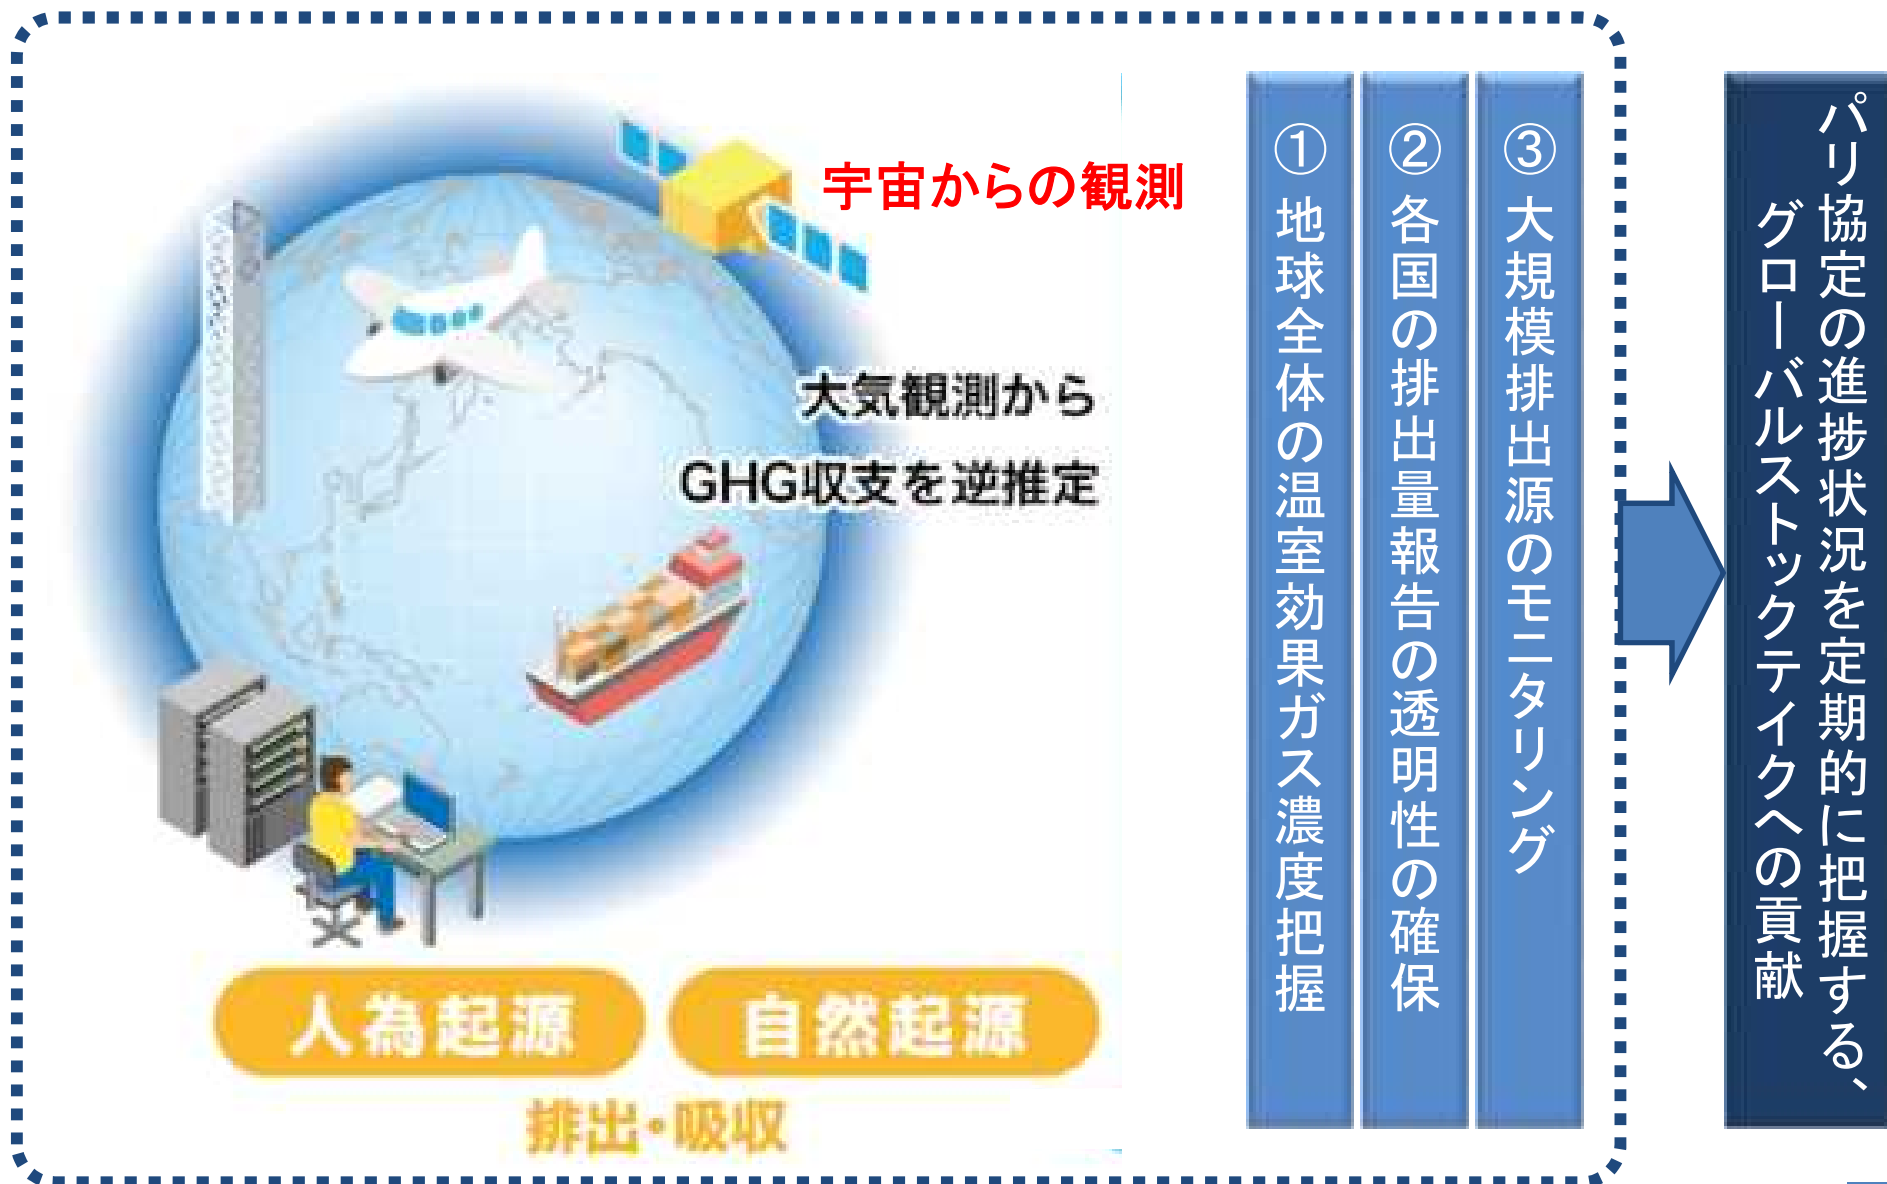 宇宙からの観測
大気観測から
GHG収支を逆推定
人為起源
自然起源
排出・吸収
① 地球全体の温室効果ガス濃度把握
② 各国の排出量報告の透明性の確保
③ 大規模排出源のモニタリング
パリ協定の進捗状況を定期的に把握する、
グローバルストックテイクへの貢献